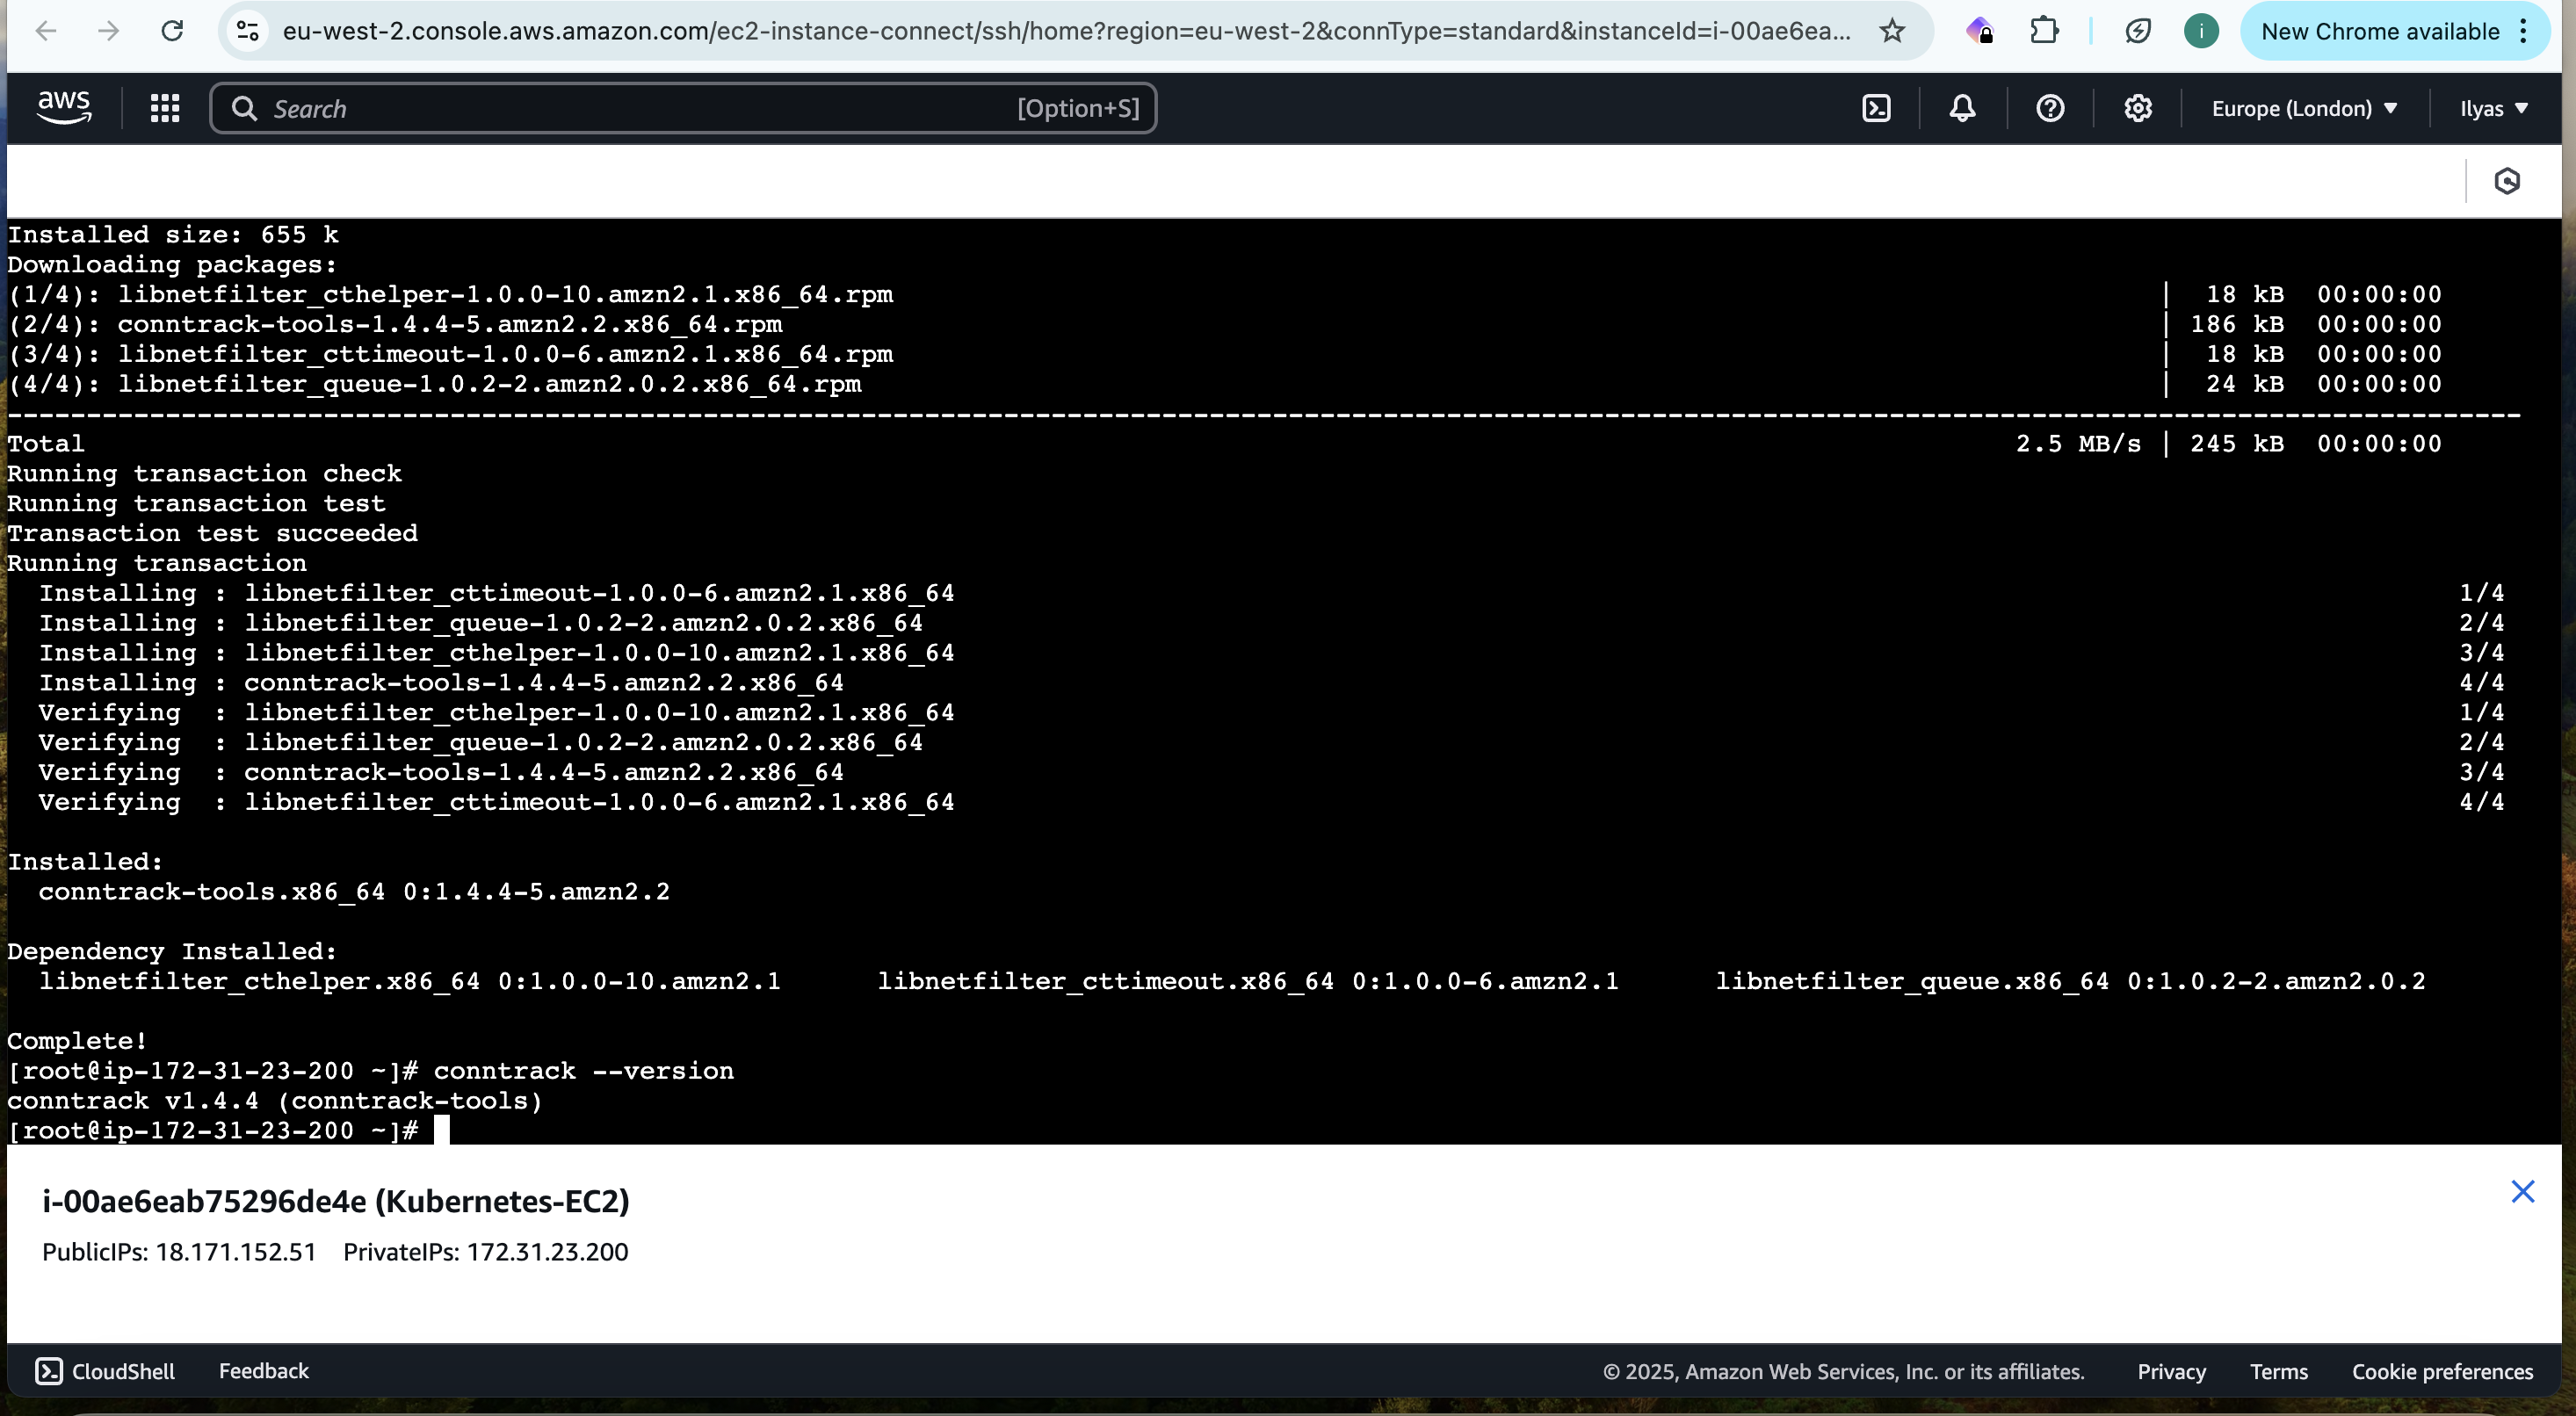 eu-west-2.console.aws.amazon.com/ec2-instance-connect/ssh/home?region=eu-west-2&connType=standard&instanceId=i-00ae6ea...
i
New Chrome available
aws
Search
[Option+S]
Europe (London)
Ilyas
Installed size: 655 k
Downloading packages:
(1/4): libnetfilter_cthelper-1.0.0-10.amzn2.1.x86_64.rpm | 18 kB 00:00:00
(2/4): conntrack-tools-1.4.4-5.amzn2.2.x86_64.rpm | 186 kB 00:00:00
(3/4): libnetfilter_cttimeout-1.0.0-6.amzn2.1.x86_64.rpm | 18 kB 00:00:00
(4/4): libnetfilter_queue-1.0.2-2.amzn2.0.2.x86_64.rpm | 24 kB 00:00:00
--------------------------------------------------------------------------------
Total 2.5 MB/s | 245 kB 00:00:00
Running transaction check
Running transaction test
Transaction test succeeded
Running transaction
Installing : libnetfilter_cttimeout-1.0.0-6.amzn2.1.x86_64 1/4
Installing : libnetfilter_queue-1.0.2-2.amzn2.0.2.x86_64 2/4
Installing : libnetfilter_cthelper-1.0.0-10.amzn2.1.x86_64 3/4
Installing : conntrack-tools-1.4.4-5.amzn2.2.x86_64 4/4
Verifying : libnetfilter_cthelper-1.0.0-10.amzn2.1.x86_64 1/4
Verifying : libnetfilter_queue-1.0.2-2.amzn2.0.2.x86_64 2/4
Verifying : conntrack-tools-1.4.4-5.amzn2.2.x86_64 3/4
Verifying : libnetfilter_cttimeout-1.0.0-6.amzn2.1.x86_64 4/4
Installed:
conntrack-tools.x86_64 0:1.4.4-5.amzn2.2
Dependency Installed:
libnetfilter_cthelper.x86_64 0:1.0.0-10.amzn2.1 libnetfilter_cttimeout.x86_64 0:1.0.0-6.amzn2.1 libnetfilter_queue.x86_64 0:1.0.2-2.amzn2.0.2
Complete!
[root@ip-172-31-23-200 ~]# conntrack --version
conntrack v1.4.4 (conntrack-tools)
[root@ip-172-31-23-200 ~]#
i-00ae6eab75296de4e (Kubernetes-EC2)
PublicIPs: 18.171.152.51 PrivateIPs: 172.31.23.200
CloudShell Feedback
© 2025, Amazon Web Services, Inc. or its affiliates. Privacy Terms Cookie preferences